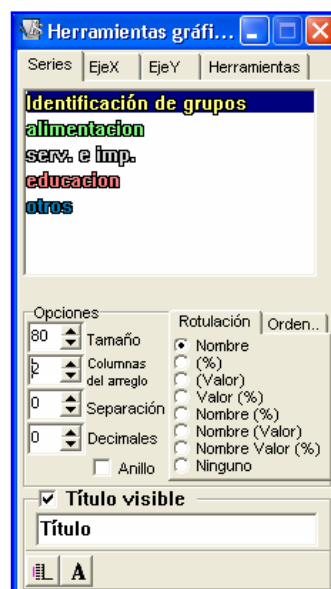 Herramientas gráfi...
Series EjeX EjeY Herramientas
Identificación de grupos
alimentacion
serv. e imp.
educacion
otros
Opciones
80 Tamaño
2 Columnas del arreglo
0 Separación
0 Decimales
Anillo
Rotulación Orden..
Nombre
(%)
(Valor)
Valor (%)
Nombre (%)
Nombre (Valor)
Nombre Valor (%)
Ninguno
Título visible
Título
A